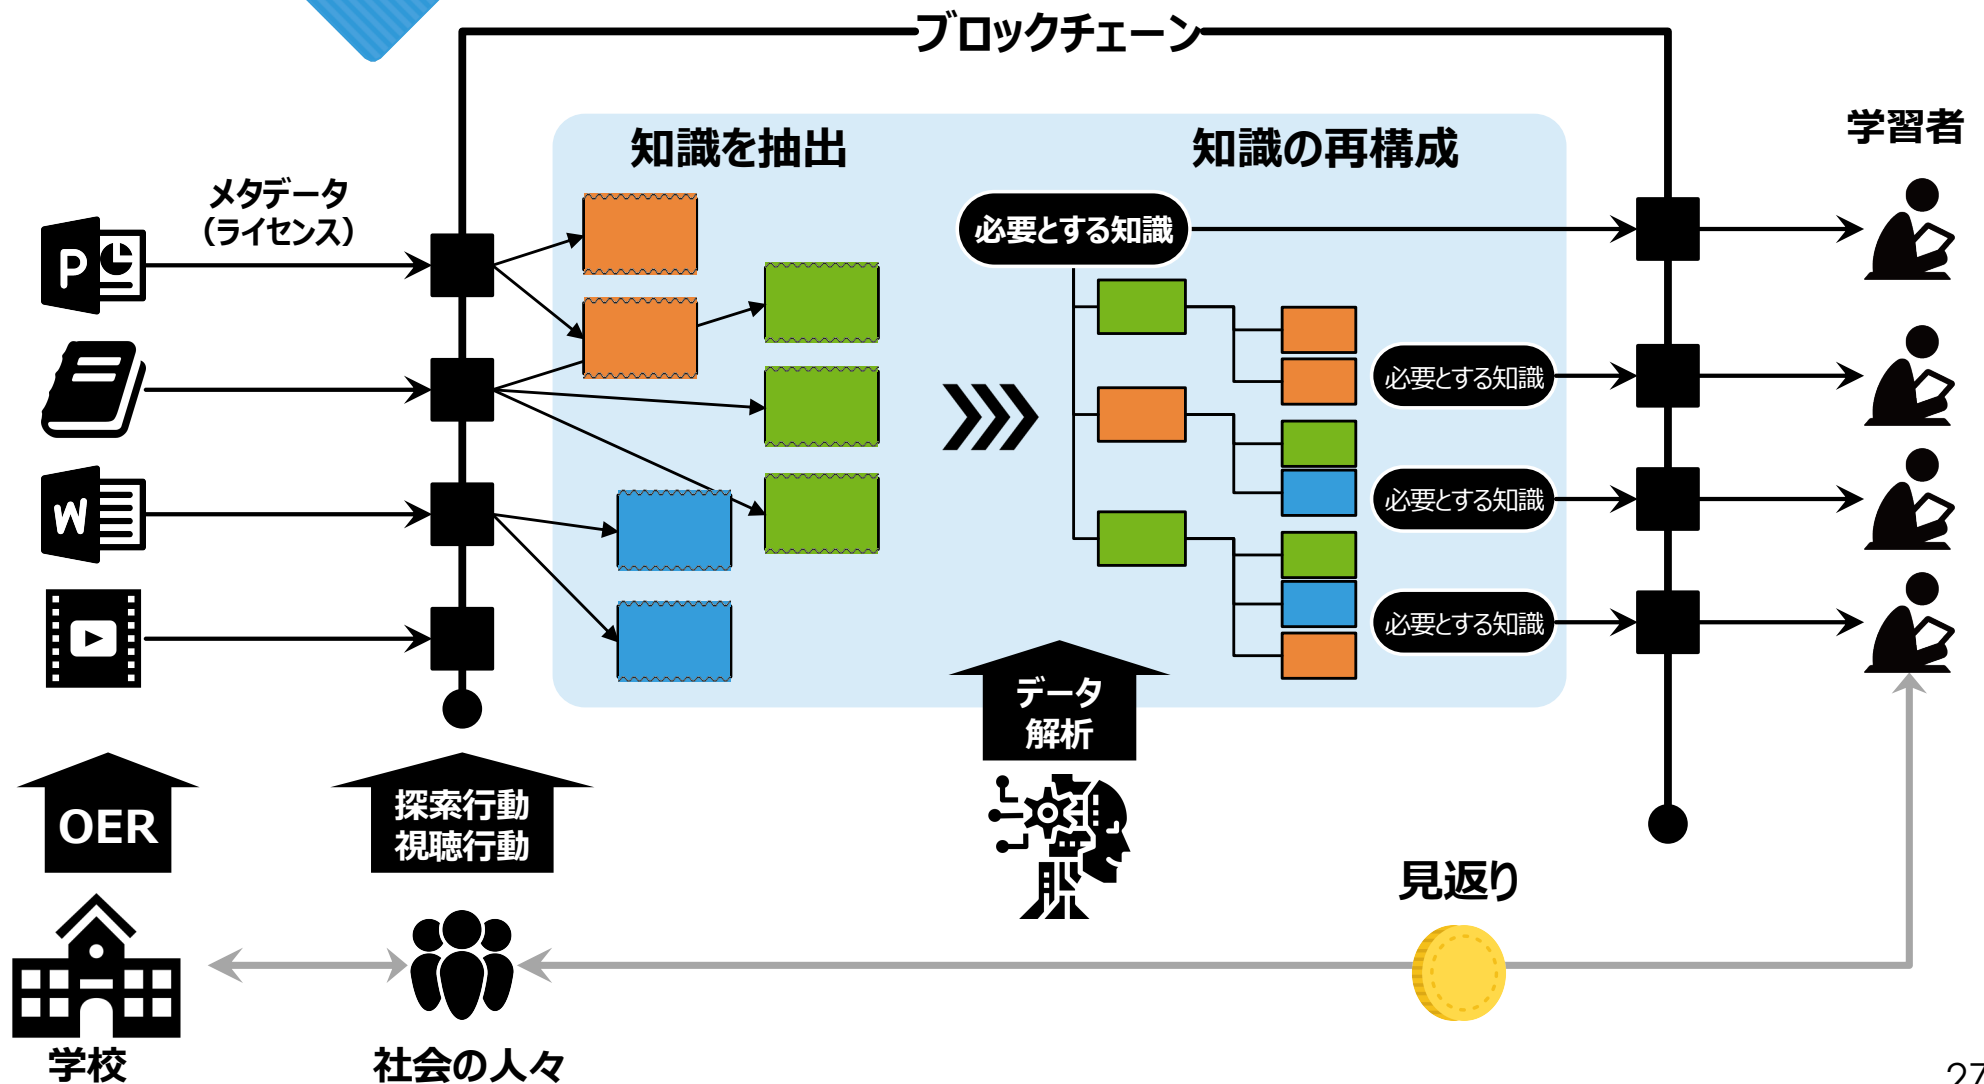 ブロックチェーン
知識を抽出
知識の再構成
学習者
メタデータ
（ライセンス）
P
必要とする知識
必要とする知識
W
必要とする知識
必要とする知識
データ
解析
OER
探索行動
視聴行動
見返り
学校
社会の人々
27